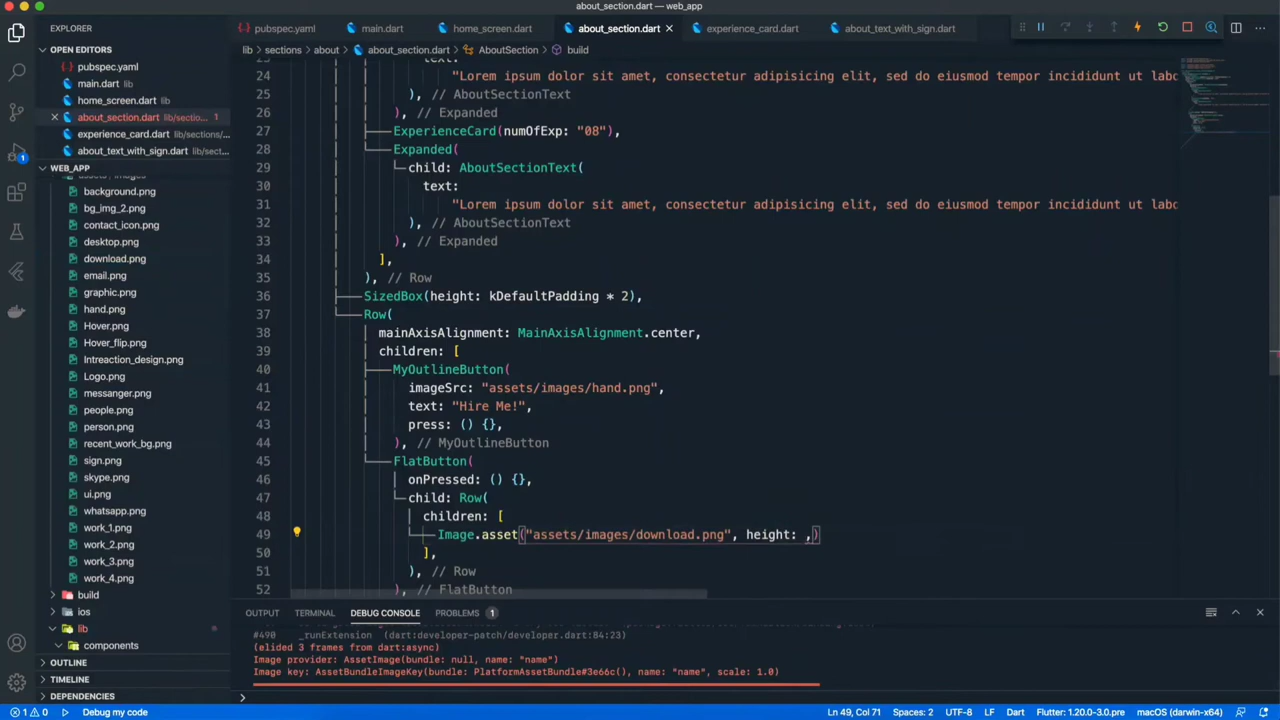 about_section.dart — web_app
pubspec.yaml
main.dart
home_screen.dart
about_section.dart
experience_card.dart
about_text_with_sign.dart
EXPLORER
OPEN EDITORS
pubspec.yaml
main.dart lib
home_screen.dart lib
about_section.dart lib/sectio... 1
experience_card.dart lib/sections/...
about_text_with_sign.dart lib/sect...
WEB_APP
background.png
bg_img_2.png
contact_icon.png
desktop.png
download.png
email.png
graphic.png
hand.png
Hover.png
Hover_flip.png
Intreaction_design.png
Logo.png
messanger.png
people.png
person.png
recent_work_bg.png
sign.png
skype.png
ui.png
whatsapp.png
work_1.png
work_2.png
work_3.png
work_4.png
build
ios
lib
components
OUTLINE
TIMELINE
DEPENDENCIES
1
lib › sections › about › about_section.dart › AboutSection › build
24 "Lorem ipsum dolor sit amet, consectetur adipisicing elit, sed do eiusmod tempor incididunt ut labo
25 ), // AboutSectionText
26 ), // Expanded
27 ExperienceCard(numOfExp: "08"),
28 Expanded(
29 child: AboutSectionText(
30 text:
31 "Lorem ipsum dolor sit amet, consectetur adipisicing elit, sed do eiusmod tempor incididunt ut labo
32 ), // AboutSectionText
33 ), // Expanded
34 ],
35 ), // Row
36 SizedBox(height: kDefaultPadding * 2),
37 Row(
38 mainAxisAlignment: MainAxisAlignment.center,
39 children: [
40 MyOutlineButton(
41 imageSrc: "assets/images/hand.png",
42 text: "Hire Me!",
43 press: () {},
44 ), // MyOutlineButton
45 FlatButton(
46 onPressed: () {},
47 child: Row(
48 children: [
49 Image.asset("assets/images/download.png", height: ,)
50 ],
51 ), // Row
52 ), // FlatButton
OUTPUT TERMINAL DEBUG CONSOLE PROBLEMS 1
#490 _runExtension (dart:developer-patch/developer.dart:84:23)
(elided 3 frames from dart:async)
Image provider: AssetImage(bundle: null, name: "name")
Image key: AssetBundleImageKey(bundle: PlatformAssetBundle#3e66c(), name: "name", scale: 1.0)
1 0 Debug my code
Ln 49, Col 71 Spaces: 2 UTF-8 LF Dart Flutter: 1.20.0-3.0.pre macOS (darwin-x64)